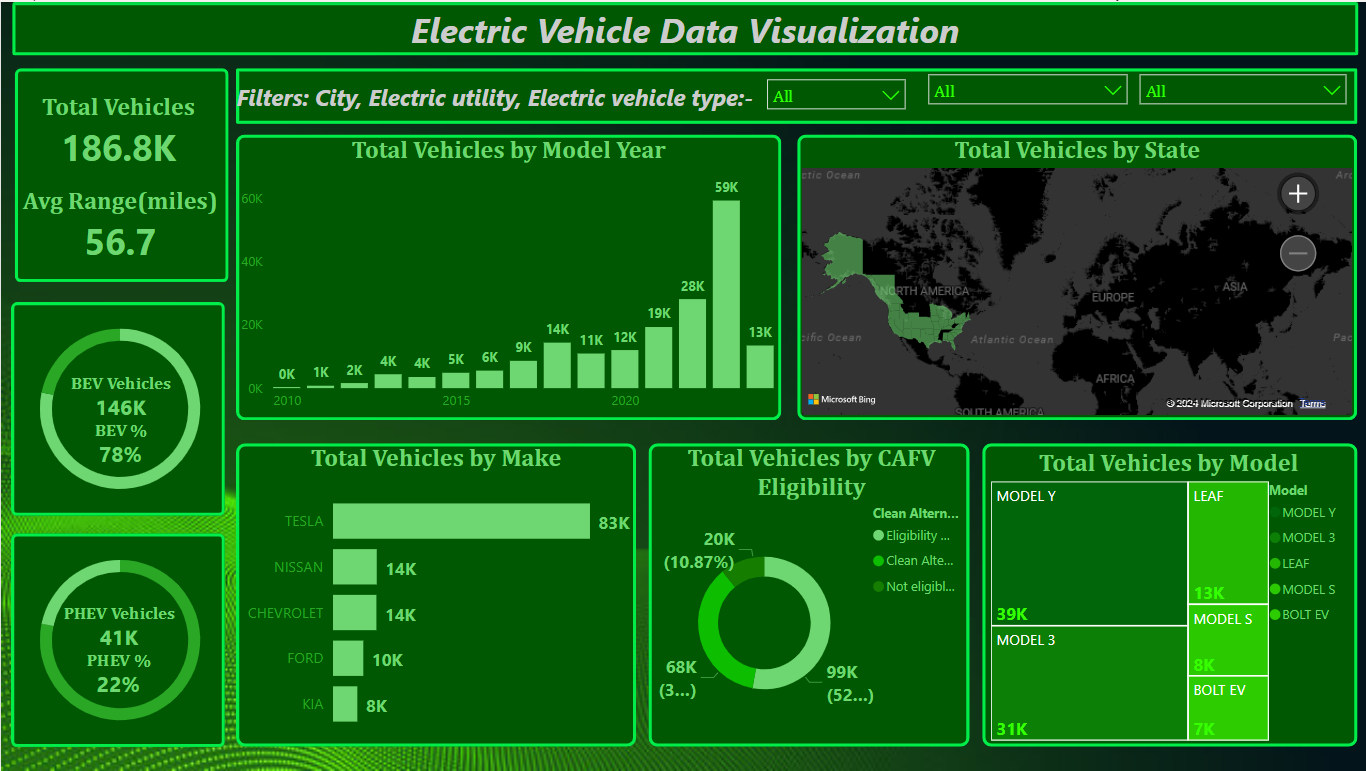 Electric Vehicle Data Visualization
Total Vehicles
186.8K
Avg Range(miles)
56.7
Filters: City, Electric utility, Electric vehicle type:-
All
All
All
Total Vehicles by Model Year
60K
40K
20K
0K
0K
1K
2K
4K
4K
5K
6K
9K
14K
11K
12K
19K
28K
59K
13K
2010
2015
2020
Total Vehicles by State
ctic Ocean
Arc
NORTH AMERICA
EUROPE
ASIA
cific Ocean
Atlantic Ocean
Pac
AFRICA
SOUTH AMERICA
Microsoft Bing
© 2024 Microsoft Corporation Terms
+
BEV Vehicles
146K
BEV %
78%
PHEV Vehicles
41K
PHEV %
22%
Total Vehicles by Make
TESLA 83K
NISSAN 14K
CHEVROLET 14K
FORD 10K
KIA 8K
Total Vehicles by CAFV
Eligibility
Clean Altern...
Eligibility ...
Clean Alte...
Not eligibl...
20K
(10.87%)
68K
(3...)
99K
(52...)
Total Vehicles by Model
MODEL Y
39K
MODEL 3
31K
LEAF
13K
MODEL S
8K
BOLT EV
7K
Model
MODEL Y
MODEL 3
LEAF
MODEL S
BOLT EV